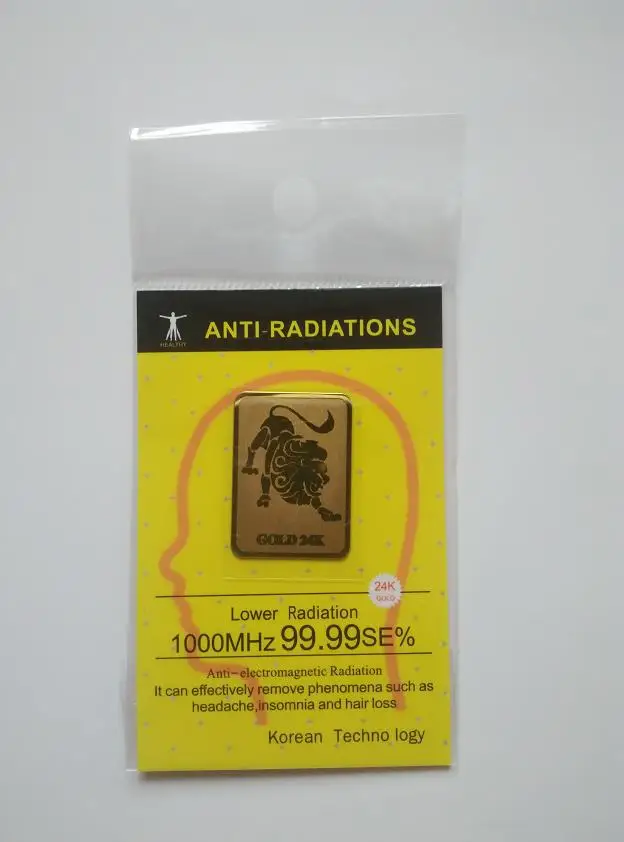 HEALTHY
ANTI-RADIATIONS
GOLD 24K
24K
GOLD
Lower Radiation
1000MHz 99.99SE%
Anti-electromagnetic Radiation
It can effectively remove phenomena such as
headache,insomnia and hair loss
Korean Techno logy